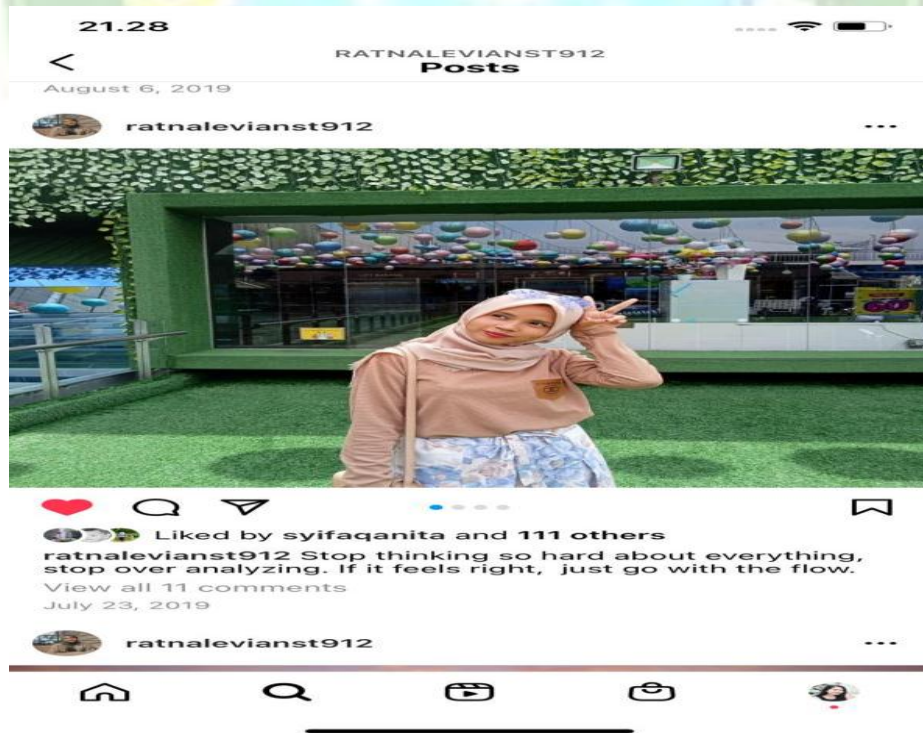 21.28
RATNALEVIANST912
Posts
August 6, 2019
ratnalevianst912
Liked by syifaqanita and 111 others
ratnalevianst912 Stop thinking so hard about everything,
stop over analyzing. If it feels right, just go with the flow.
View all 11 comments
July 23, 2019
ratnalevianst912